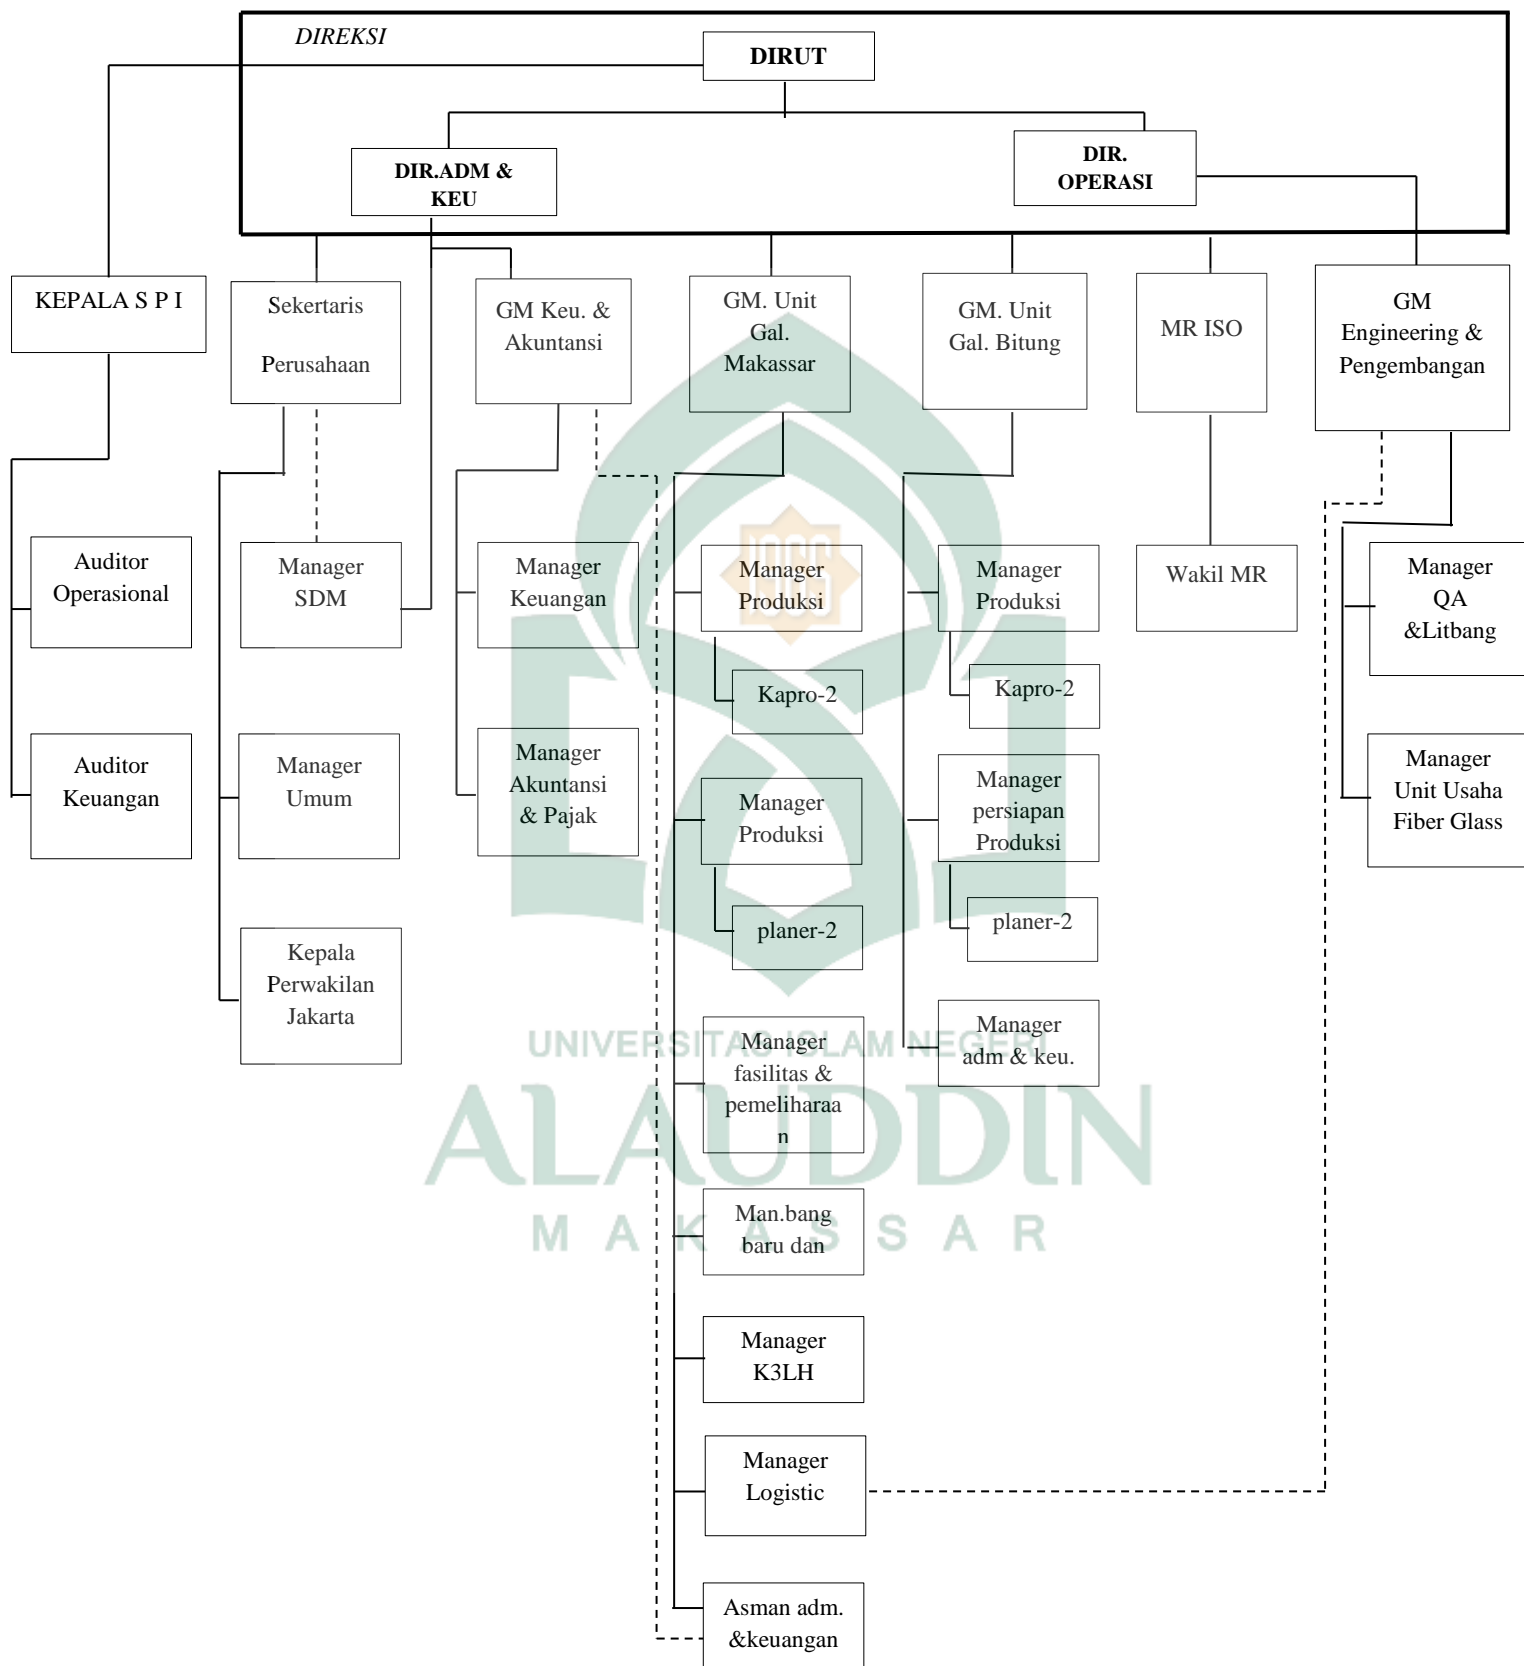 DIREKSI
DIRUT
DIR.ADM &
KEU
DIR.
OPERASI
KEPALA S P I
Sekertaris
Perusahaan
GM Keu. &
Akuntansi
GM. Unit
Gal.
Makassar
GM. Unit
Gal. Bitung
MR ISO
GM
Engineering &
Pengembangan
Auditor
Operasional
Manager
SDM
Manager
Keuangan
Manager
Produksi
Manager
Produksi
Wakil MR
Manager
QA
&Litbang
Kapro-2
Kapro-2
Auditor
Keuangan
Manager
Umum
Manager
Akuntansi
& Pajak
Manager
Produksi
Manager
persiapan
Produksi
Manager
Unit Usaha
Fiber Glass
planer-2
planer-2
Kepala
Perwakilan
Jakarta
Manager
fasilitas &
pemeliharaa
n
Manager
adm & keu.
UNIVERSITAS ISLAM NEGERI
ALAUDDIN
MAKASSAR
Man.bang
baru dan
Manager
K3LH
Manager
Logistic
Asman adm.
&keuangan